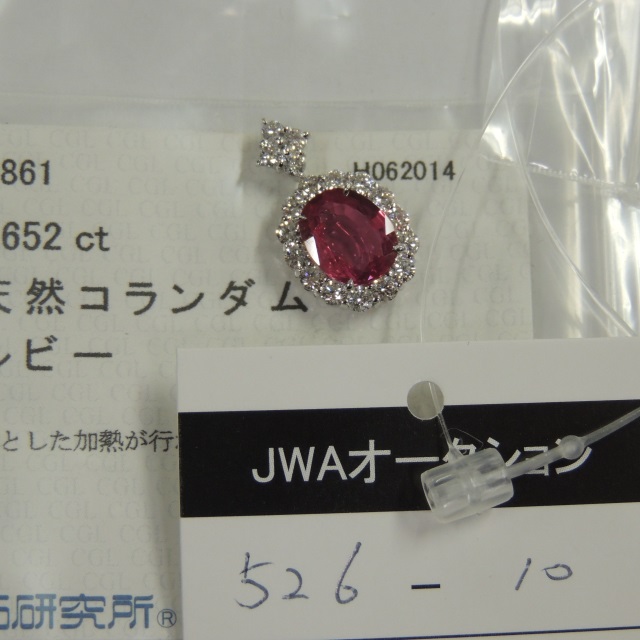 861
H062014
652 ct
天然コランダム
ルビー
とした加熱が行
JWAオークション
526 - 10
研究所®